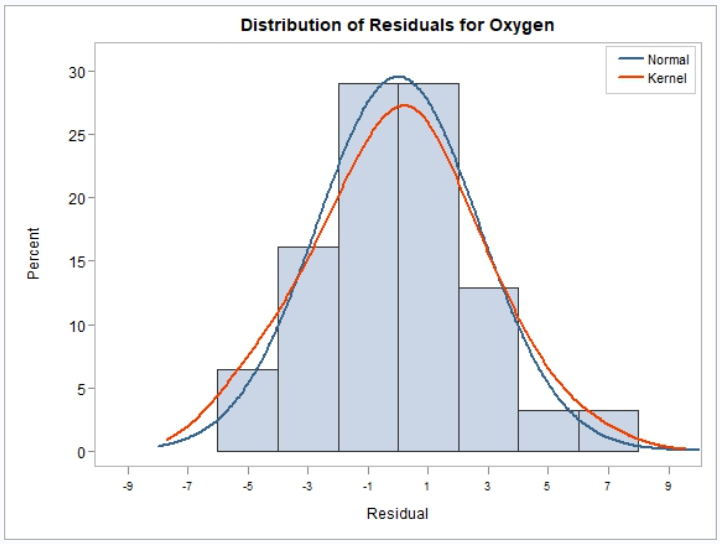 Distribution of Residuals for Oxygen
Normal
Kernel
30
25
20
15
10
5
0
Percent
-9 -7 -5 -3 -1 1 3 5 7 9
Residual